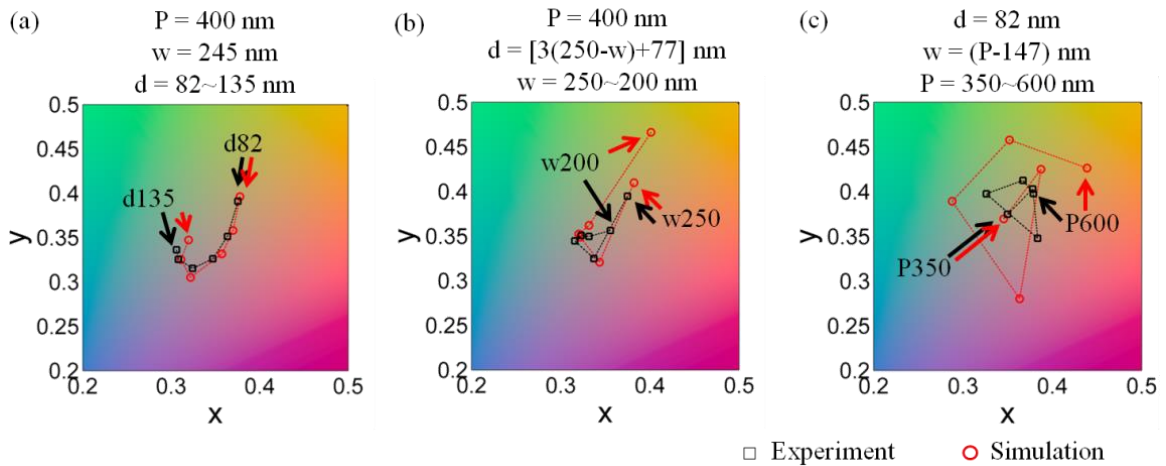 (a)
P = 400 nm
w = 245 nm
d = 82~135 nm
0.5
0.45
0.4
0.35
0.3
0.25
0.2
0.2
0.3
0.4
0.5
y
x
d82
d135
(b)
P = 400 nm
d = [3(250-w)+77] nm
w = 250~200 nm
0.5
0.45
0.4
0.35
0.3
0.25
0.2
0.2
0.3
0.4
0.5
y
x
w200
w250
(c)
d = 82 nm
w = (P-147) nm
P = 350~600 nm
0.5
0.45
0.4
0.35
0.3
0.25
0.2
0.2
0.3
0.4
0.5
y
x
P600
P350
Experiment
Simulation